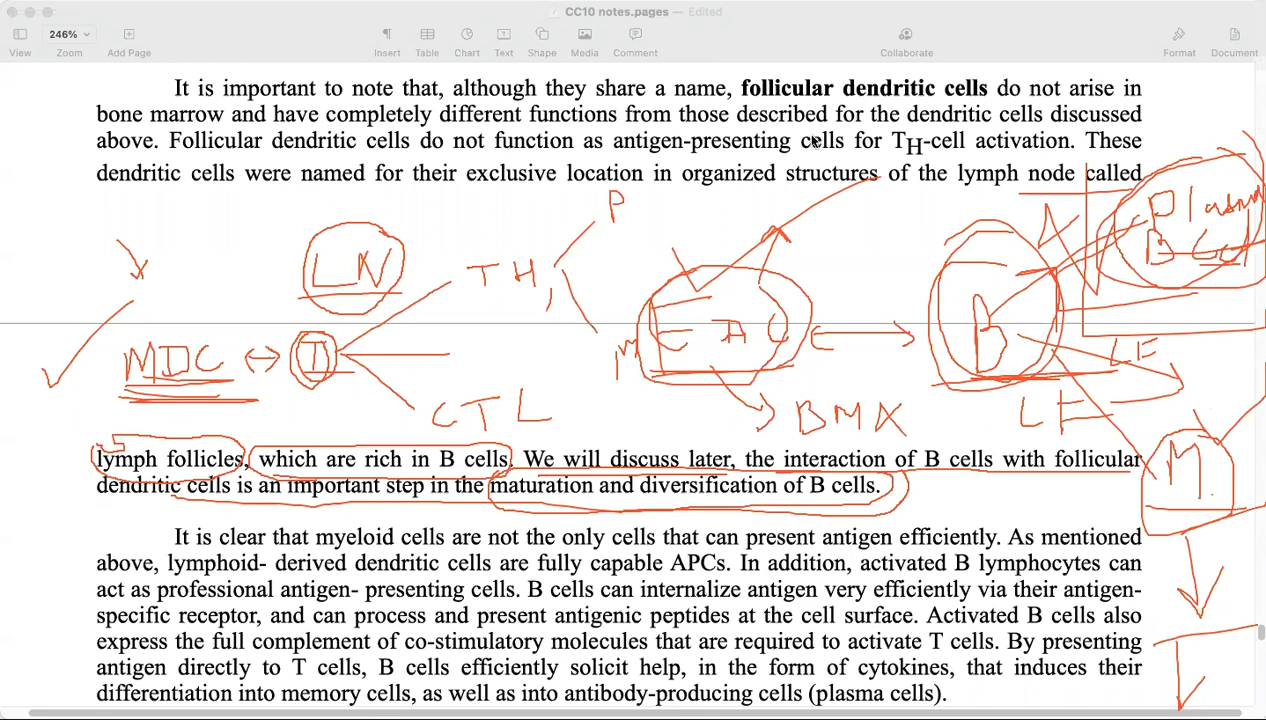 CC10 notes.pages — Edited
246%
View Zoom Add Page Insert Table Chart Text Shape Media Comment Collaborate Format Document
It is important to note that, although they share a name, follicular dendritic cells do not arise in
bone marrow and have completely different functions from those described for the dendritic cells discussed
above. Follicular dendritic cells do not function as antigen-presenting cells for TH-cell activation. These
dendritic cells were named for their exclusive location in organized structures of the lymph node called
P
Plasma
B Cell
LN
TH,
B
MDC
T
LF
CTL
BMX
LF
lymph follicles, which are rich in B cells. We will discuss later, the interaction of B cells with follicular
M
dendritic cells is an important step in the maturation and diversification of B cells.
It is clear that myeloid cells are not the only cells that can present antigen efficiently. As mentioned
above, lymphoid- derived dendritic cells are fully capable APCs. In addition, activated B lymphocytes can
act as professional antigen- presenting cells. B cells can internalize antigen very efficiently via their antigen-
specific receptor, and can process and present antigenic peptides at the cell surface. Activated B cells also
express the full complement of co-stimulatory molecules that are required to activate T cells. By presenting
antigen directly to T cells, B cells efficiently solicit help, in the form of cytokines, that induces their
differentiation into memory cells, as well as into antibody-producing cells (plasma cells).